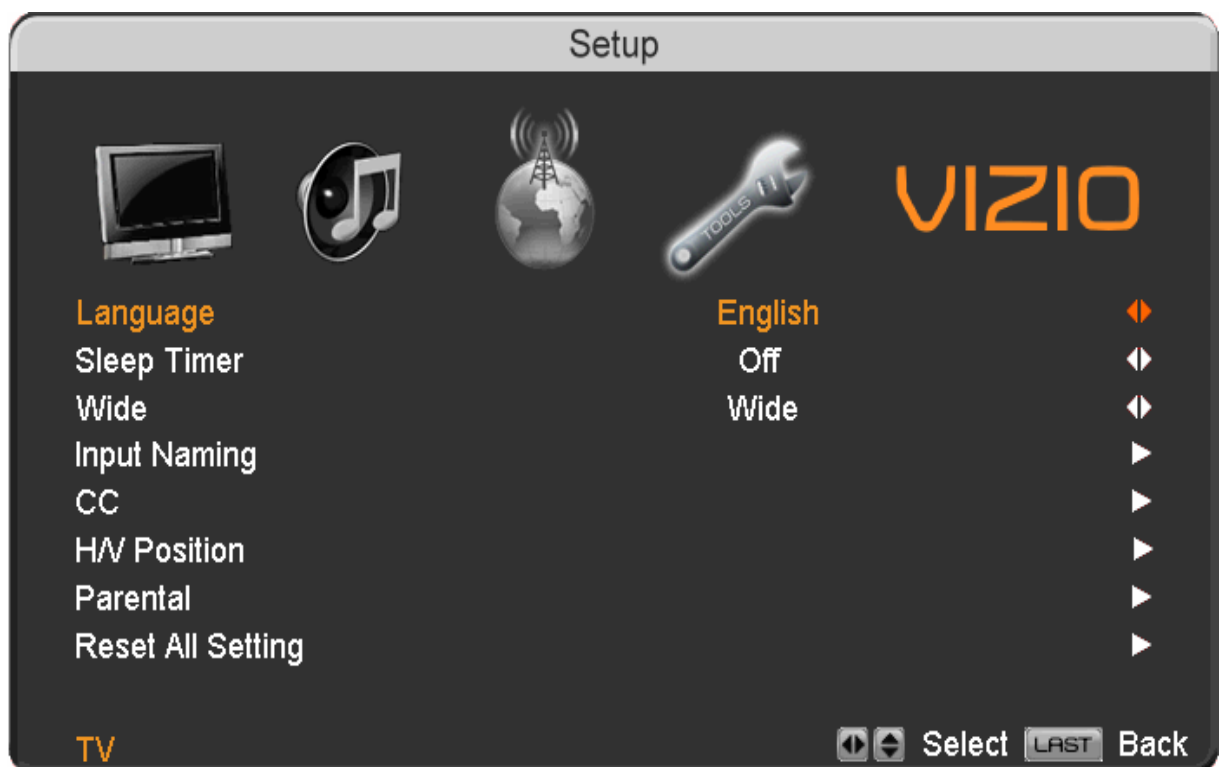 Setup
TOOLS
VIZIO
Language English
Sleep Timer Off
Wide Wide
Input Naming
CC
H/V Position
Parental
Reset All Setting
TV Select LAST Back